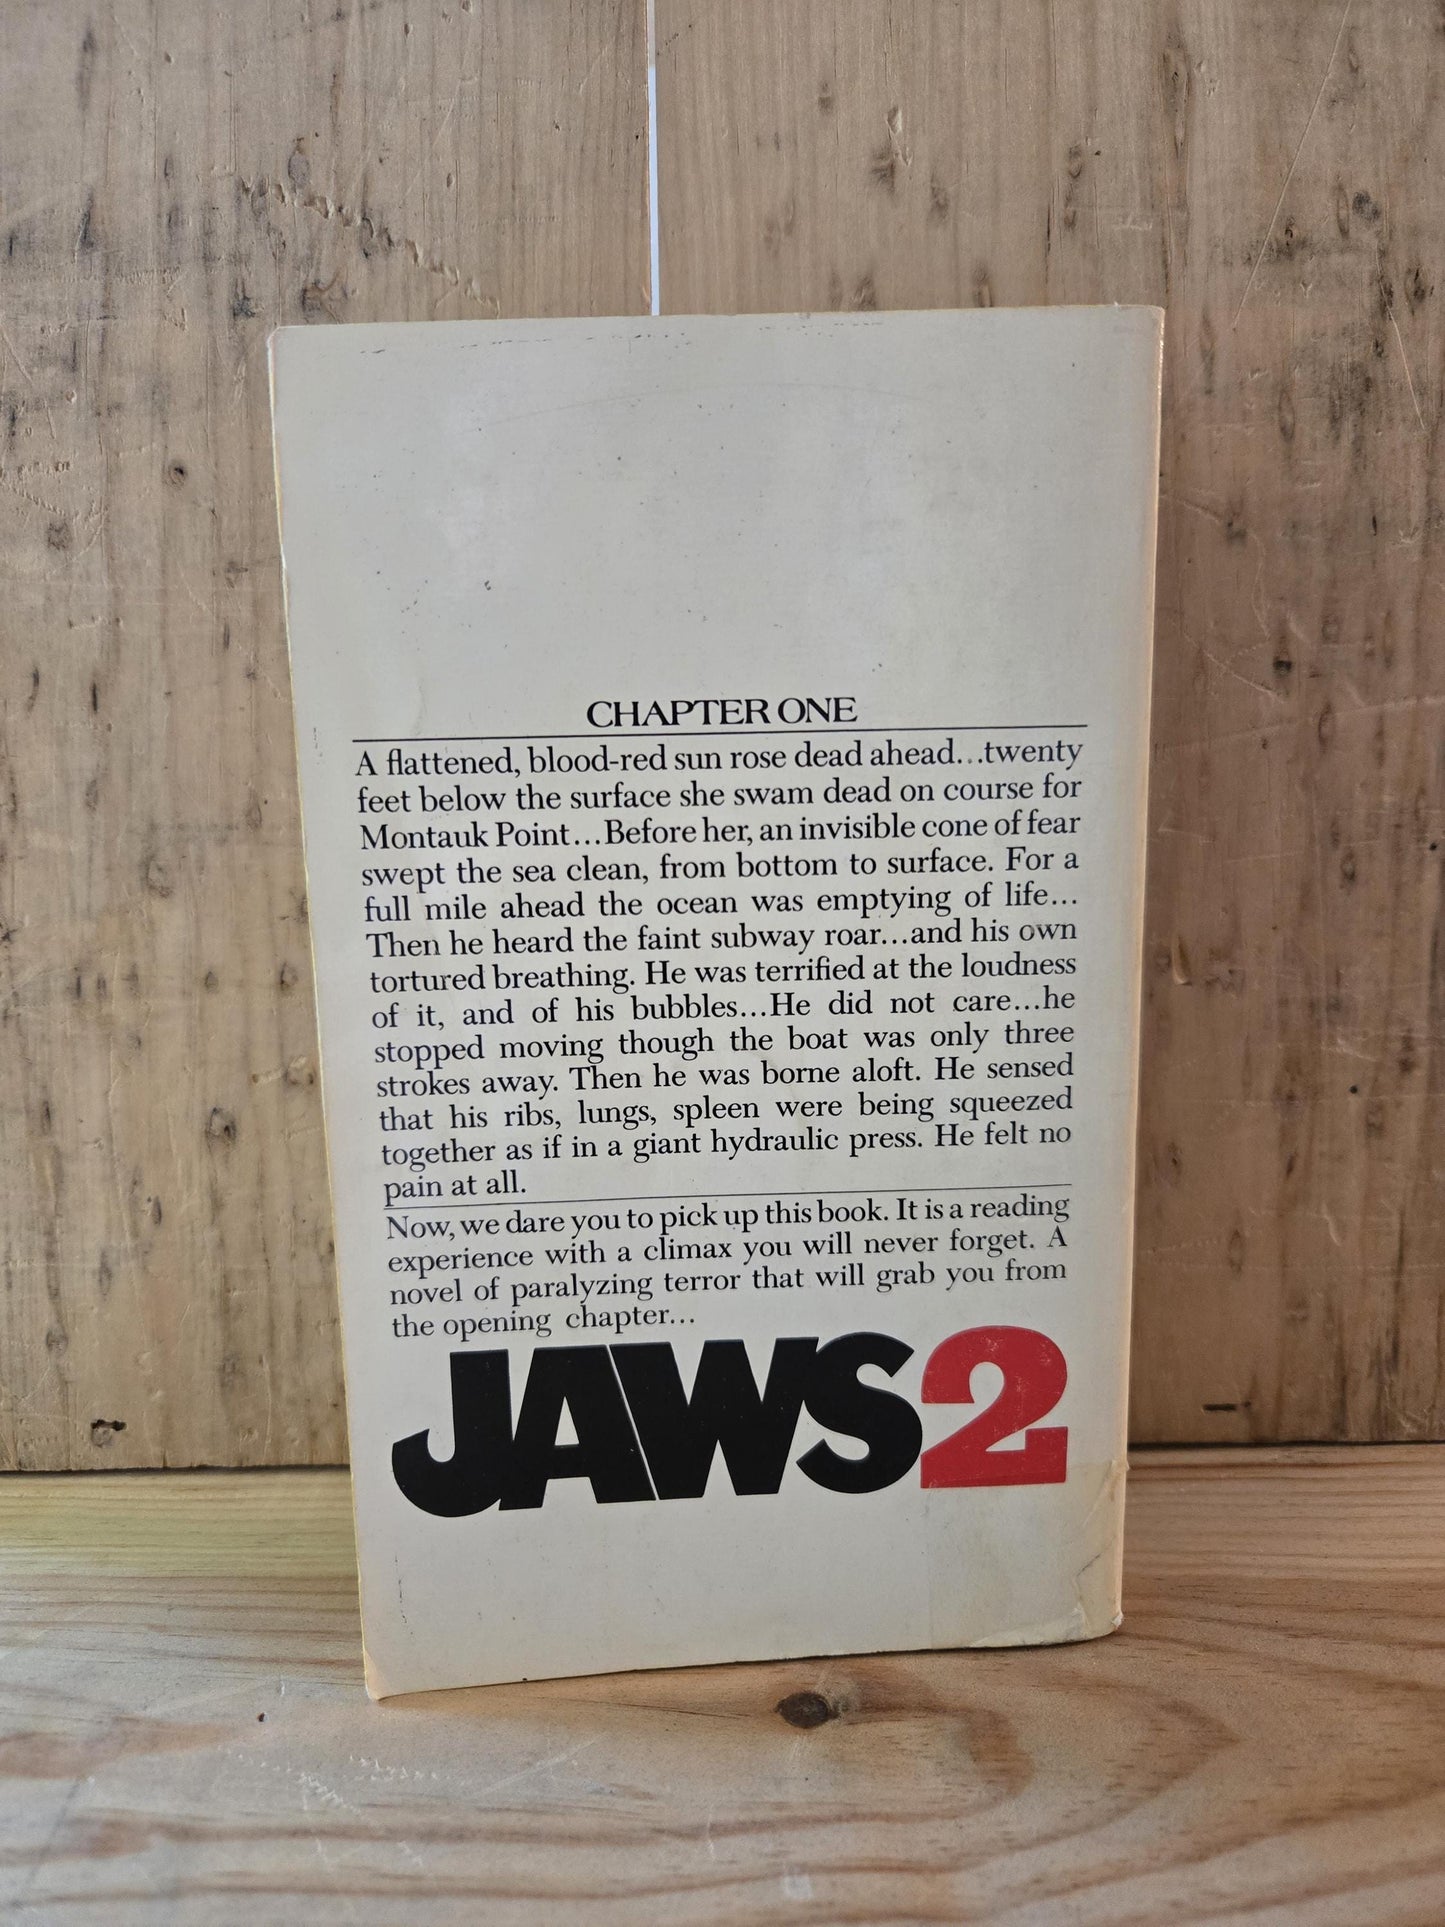 CHAPTER ONE
A flattened, blood-red sun rose dead ahead...twenty
feet below the surface she swam dead on course for
Montauk Point...Before her, an invisible cone of fear
swept the sea clean, from bottom to surface. For a
full mile ahead the ocean was emptying of life...
Then he heard the faint subway roar...and his own
tortured breathing. He was terrified at the loudness
of it, and of his bubbles...He did not care...he
stopped moving though the boat was only three
strokes away. Then he was borne aloft. He sensed
that his ribs, lungs, spleen were being squeezed
together as if in a giant hydraulic press. He felt no
pain at all.
Now, we dare you to pick up this book. It is a reading
experience with a climax you will never forget. A
novel of paralyzing terror that will grab you from
the opening chapter...
JAWS 2